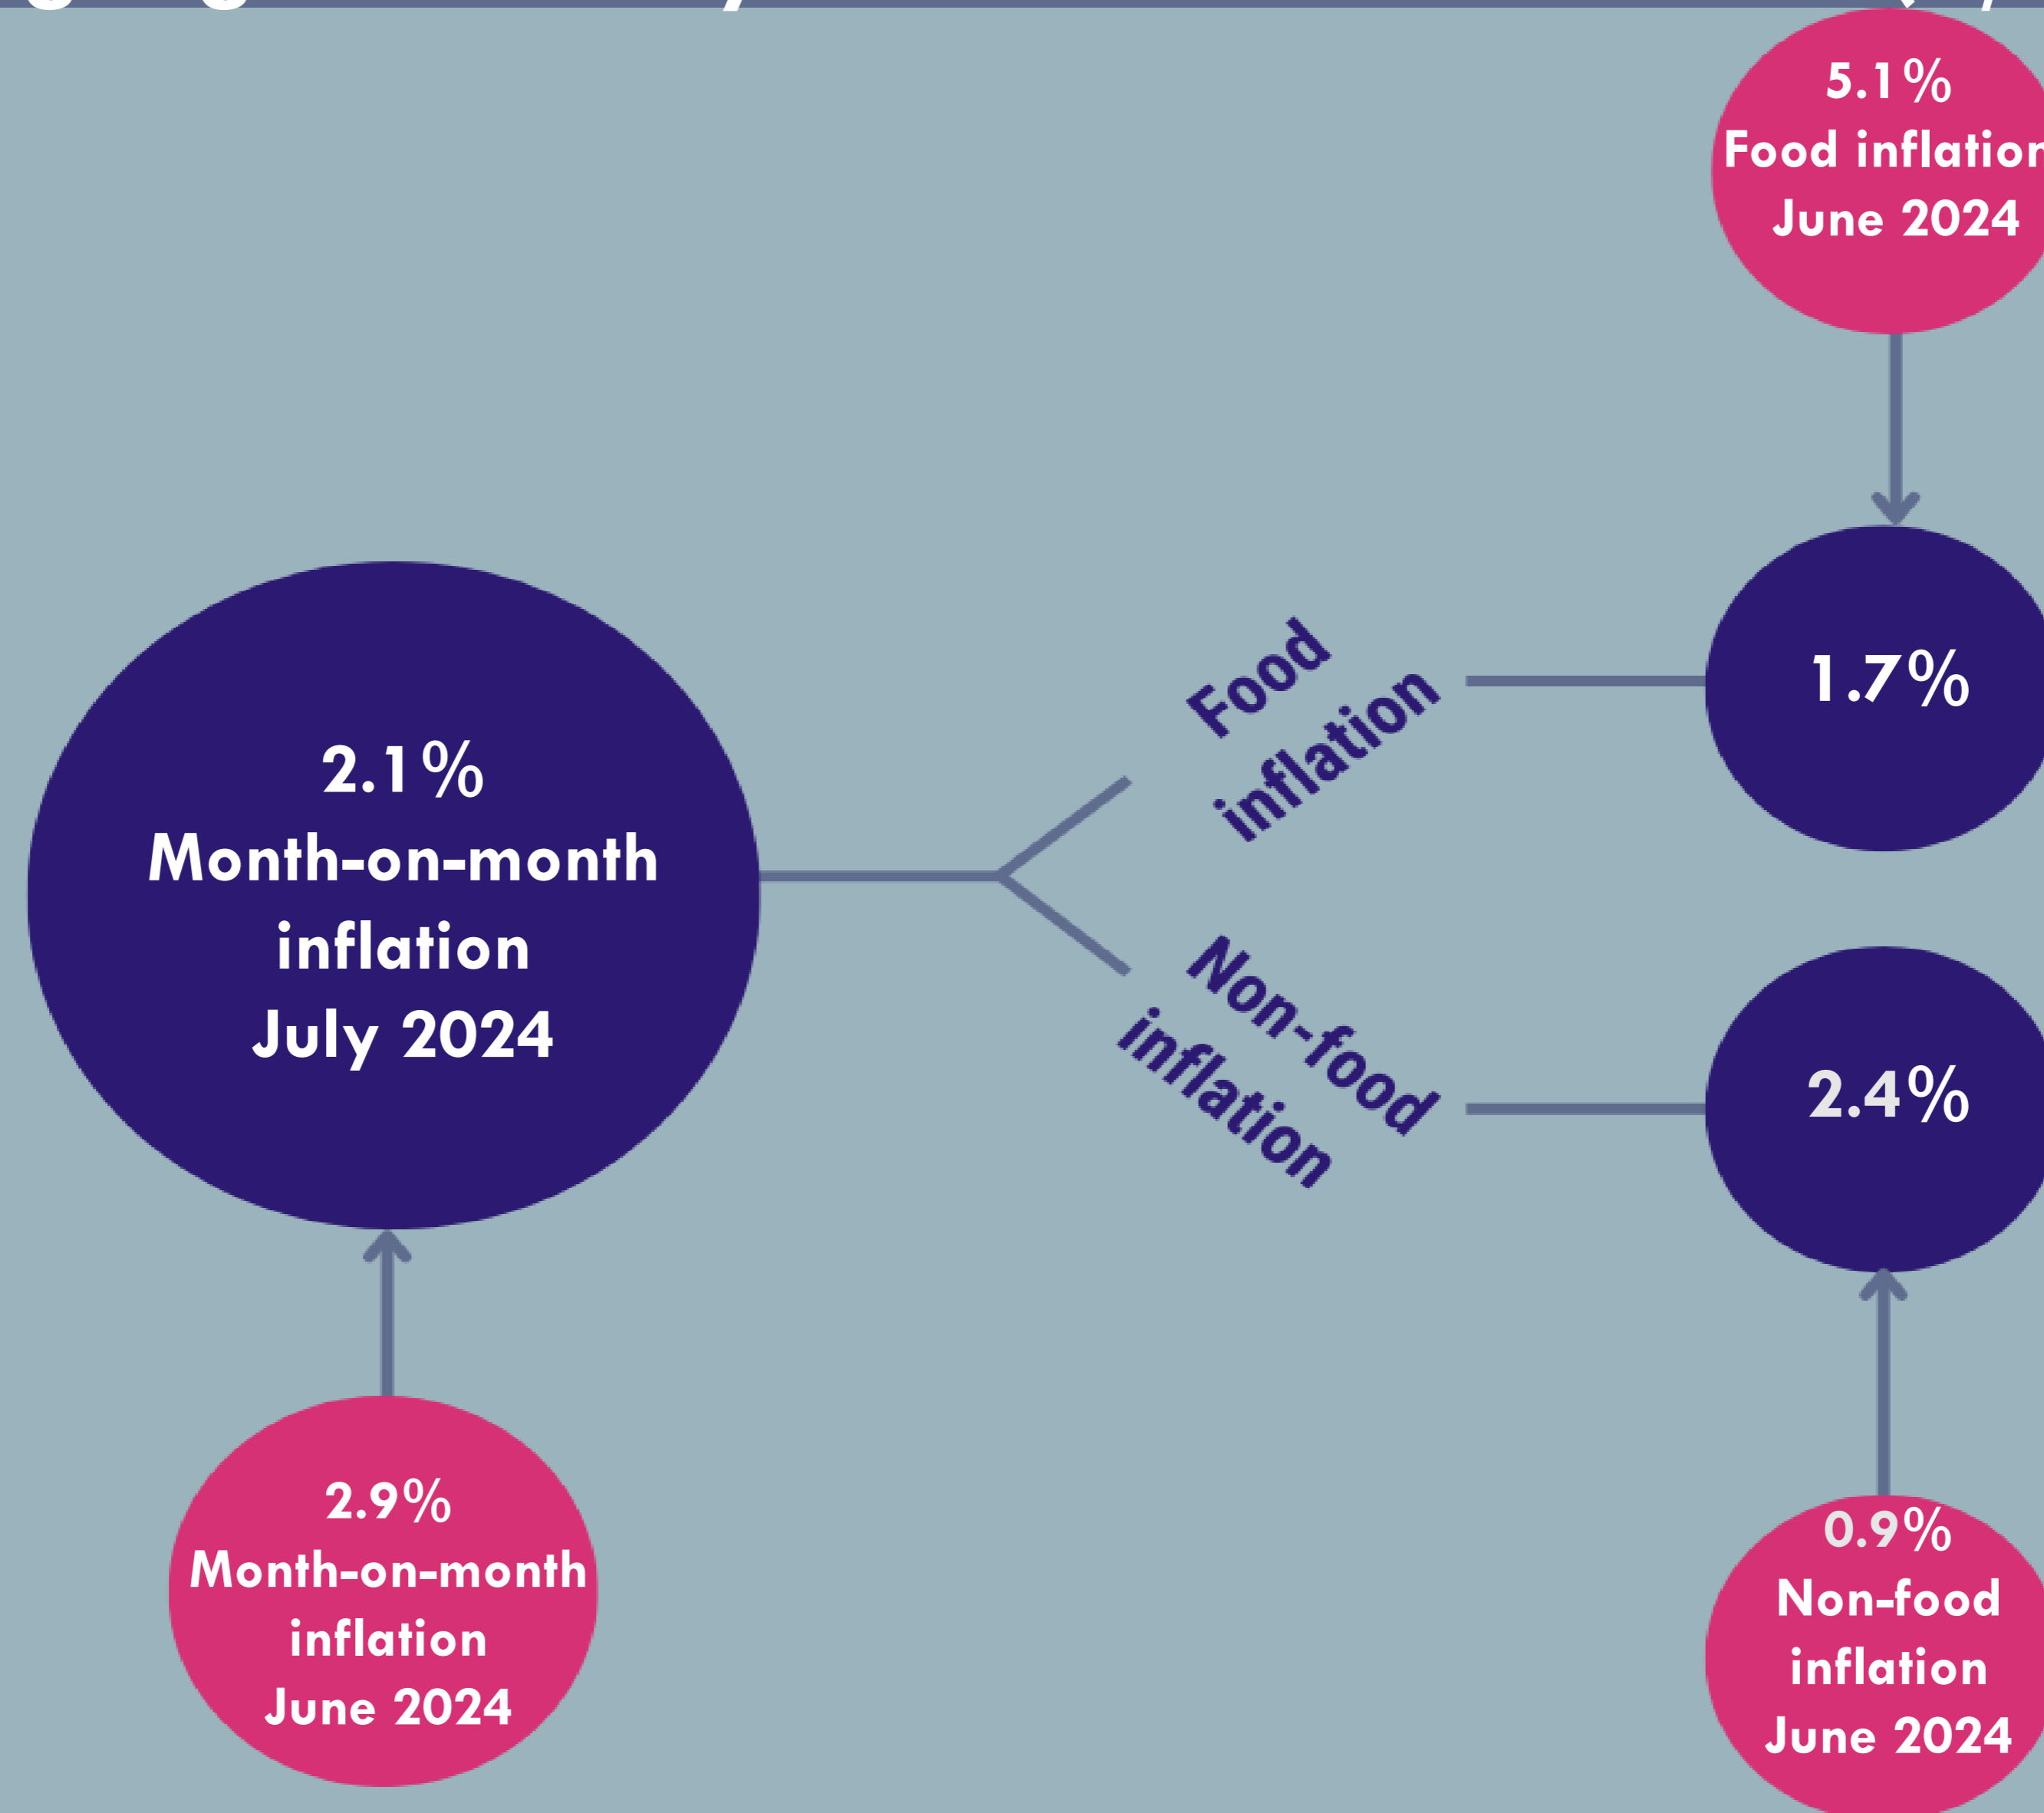 5.1%
Food inflation
June 2024
1.7%
Food
inflation
2.1%
Month-on-month
inflation
July 2024
Non-food
inflation
2.4%
2.9%
Month-on-month
inflation
June 2024
0.9%
Non-food
inflation
June 2024